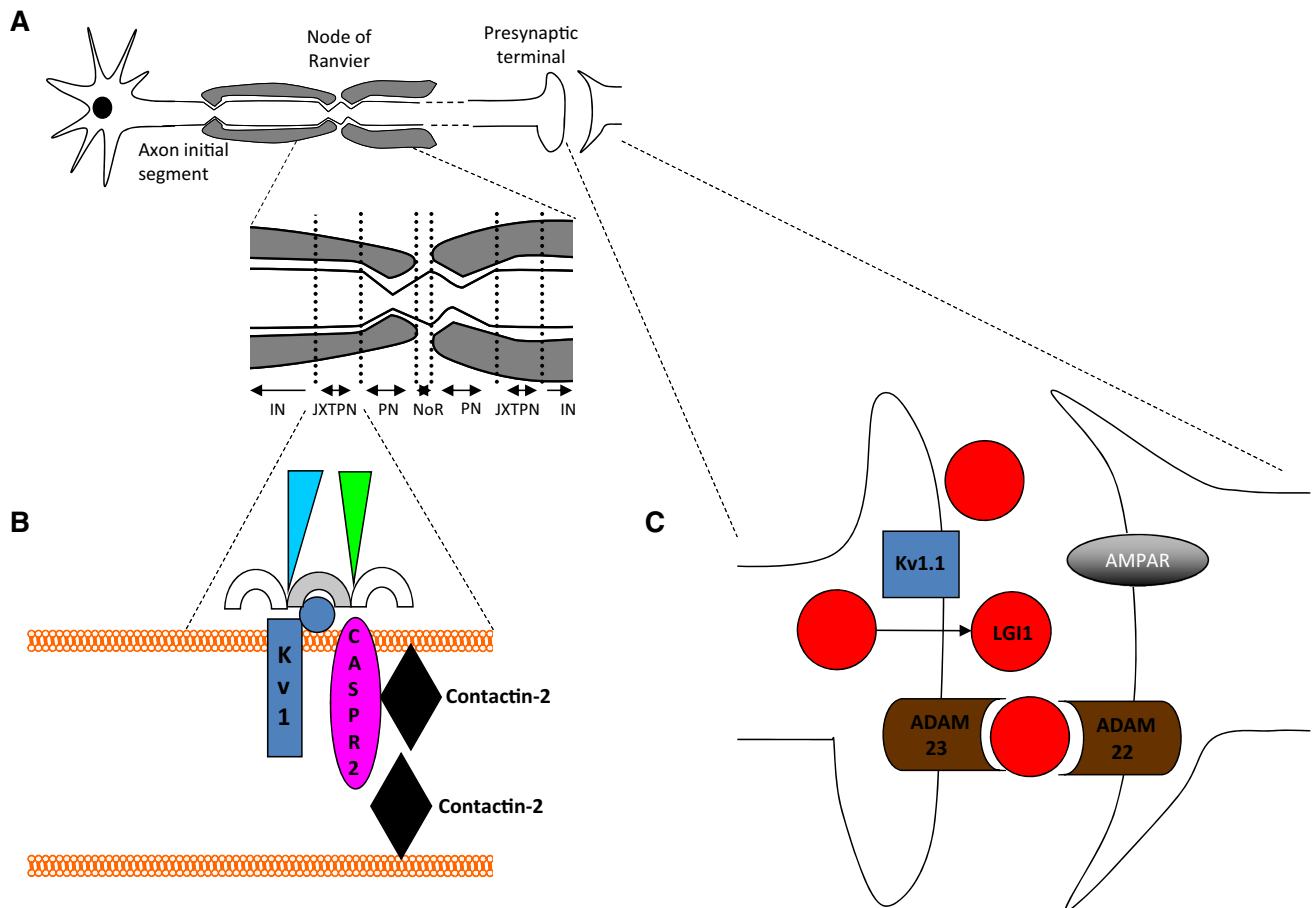 A
Node of
Ranvier
Presynaptic
terminal
Axon initial
segment
IN JXTPN PN NoR PN JXTPN IN
B
K
v
1
C
A
S
P
R
2
Contactin-2
Contactin-2
C
Kv1.1
AMPAR
LGI1
ADAM
23
ADAM
22